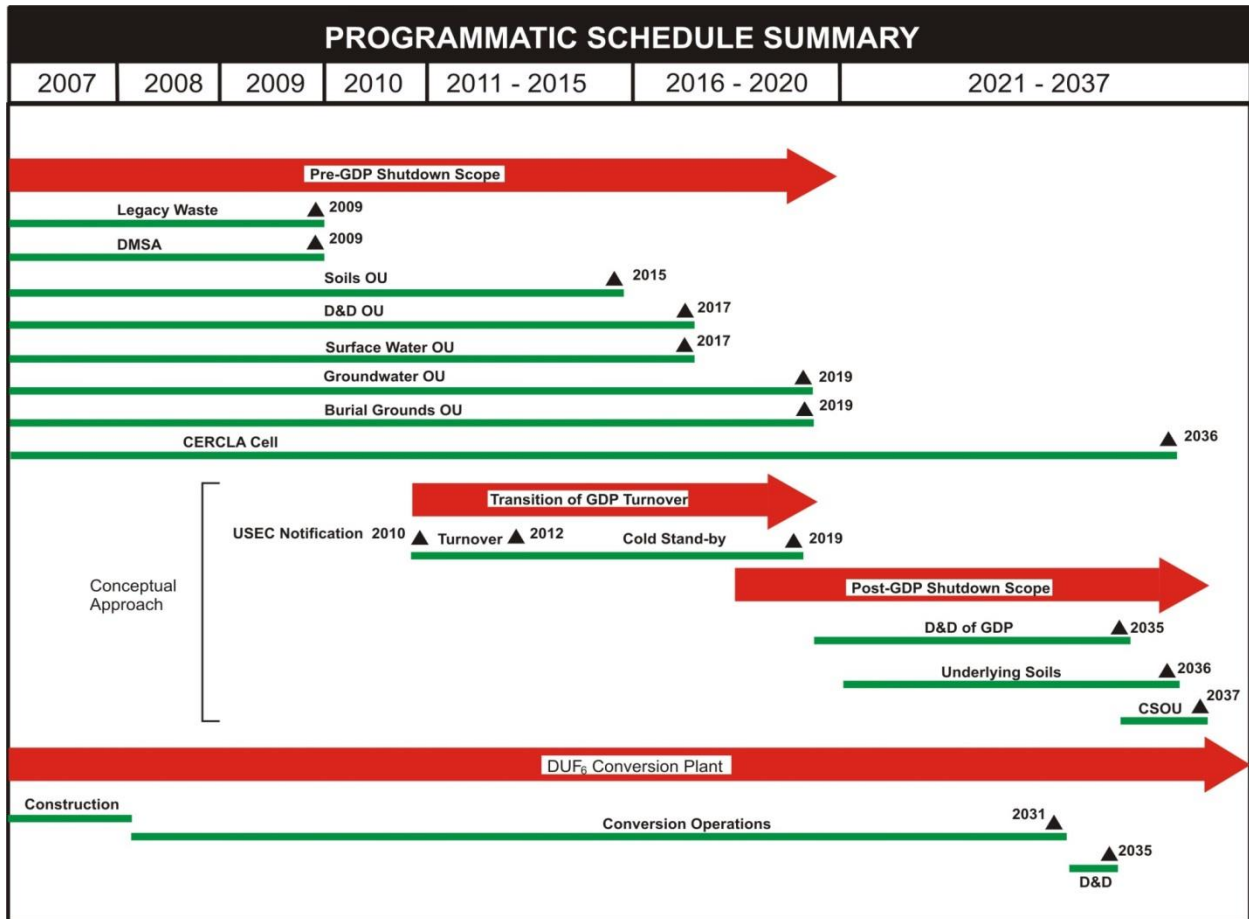 PROGRAMMATIC SCHEDULE SUMMARY
2007 2008 2009 2010 2011 - 2015 2016 - 2020 2021 - 2037
Pre-GDP Shutdown Scope
Legacy Waste 2009
DMSA 2009
Soils OU 2015
D&D OU 2017
Surface Water OU 2017
Groundwater OU 2019
Burial Grounds OU 2019
CERCLA Cell 2036
Transition of GDP Turnover
USEC Notification 2010 Turnover 2012 Cold Stand-by 2019
Conceptual
Approach
Post-GDP Shutdown Scope
D&D of GDP 2035
Underlying Soils 2036
CSOU 2037
DUF₆ Conversion Plant
Construction
Conversion Operations 2031
2035
D&D